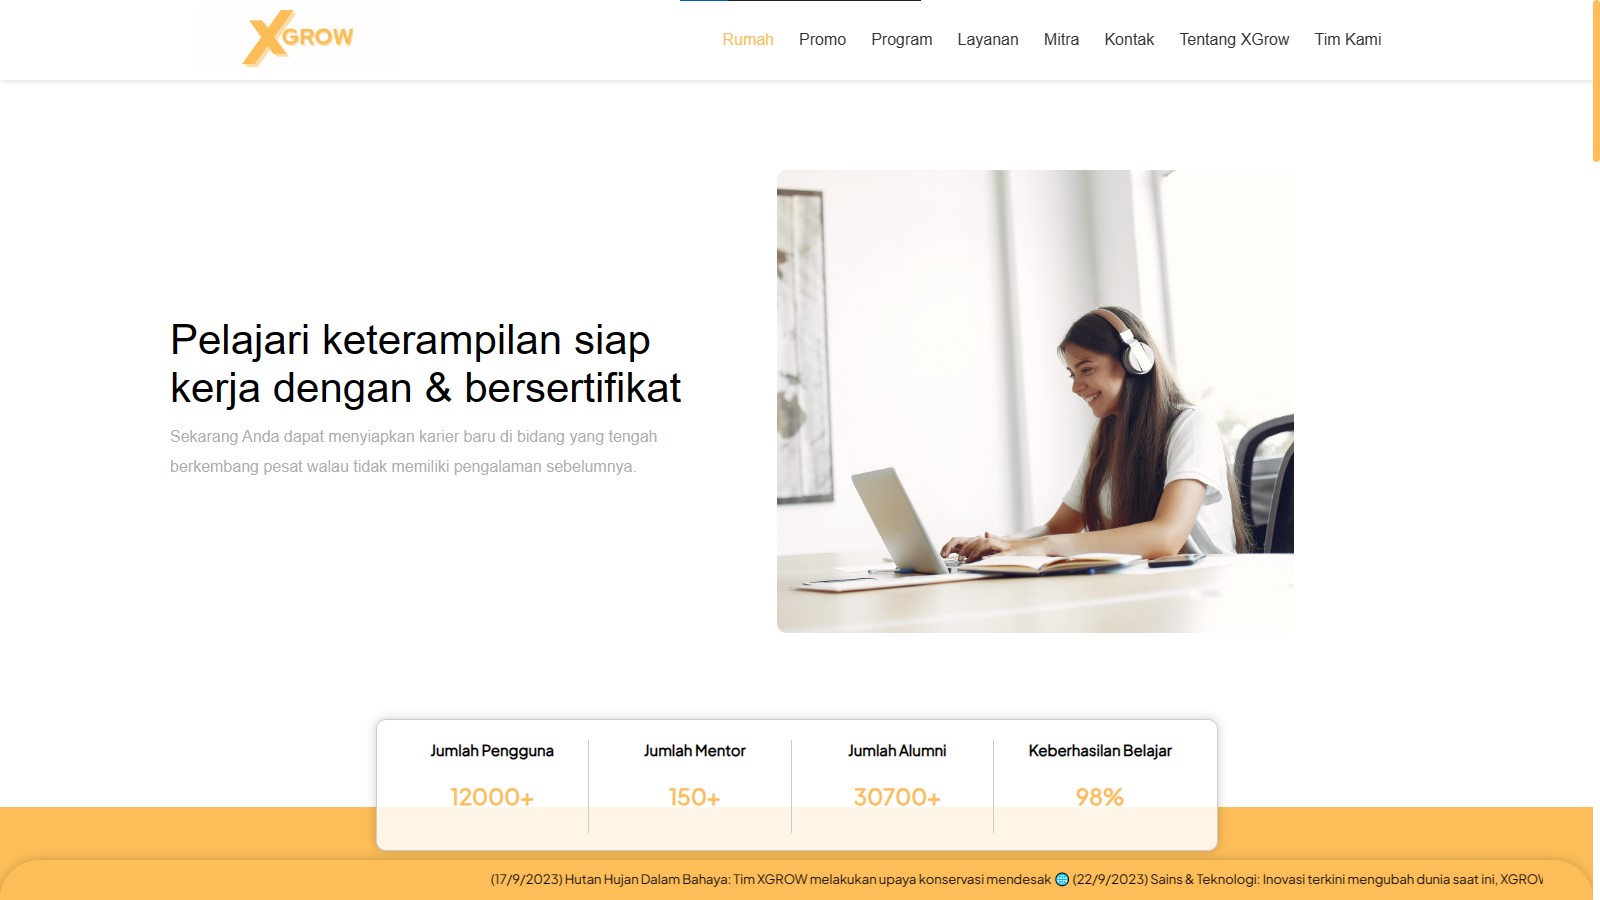 XGROW
Rumah Promo Program Layanan Mitra Kontak Tentang XGrow Tim Kami
Pelajari keterampilan siap
kerja dengan & bersertifikat
Sekarang Anda dapat menyiapkan karier baru di bidang yang tengah
berkembang pesat walau tidak memiliki pengalaman sebelumnya.
Jumlah Pengguna
12000+
Jumlah Mentor
150+
Jumlah Alumni
30700+
Keberhasilan Belajar
98%
(17/9/2023) Hutan Hujan Dalam Bahaya: Tim XGROW melakukan upaya konservasi mendesak 🌐 (22/9/2023) Sains & Teknologi: Inovasi terkini mengubah dunia saat ini,